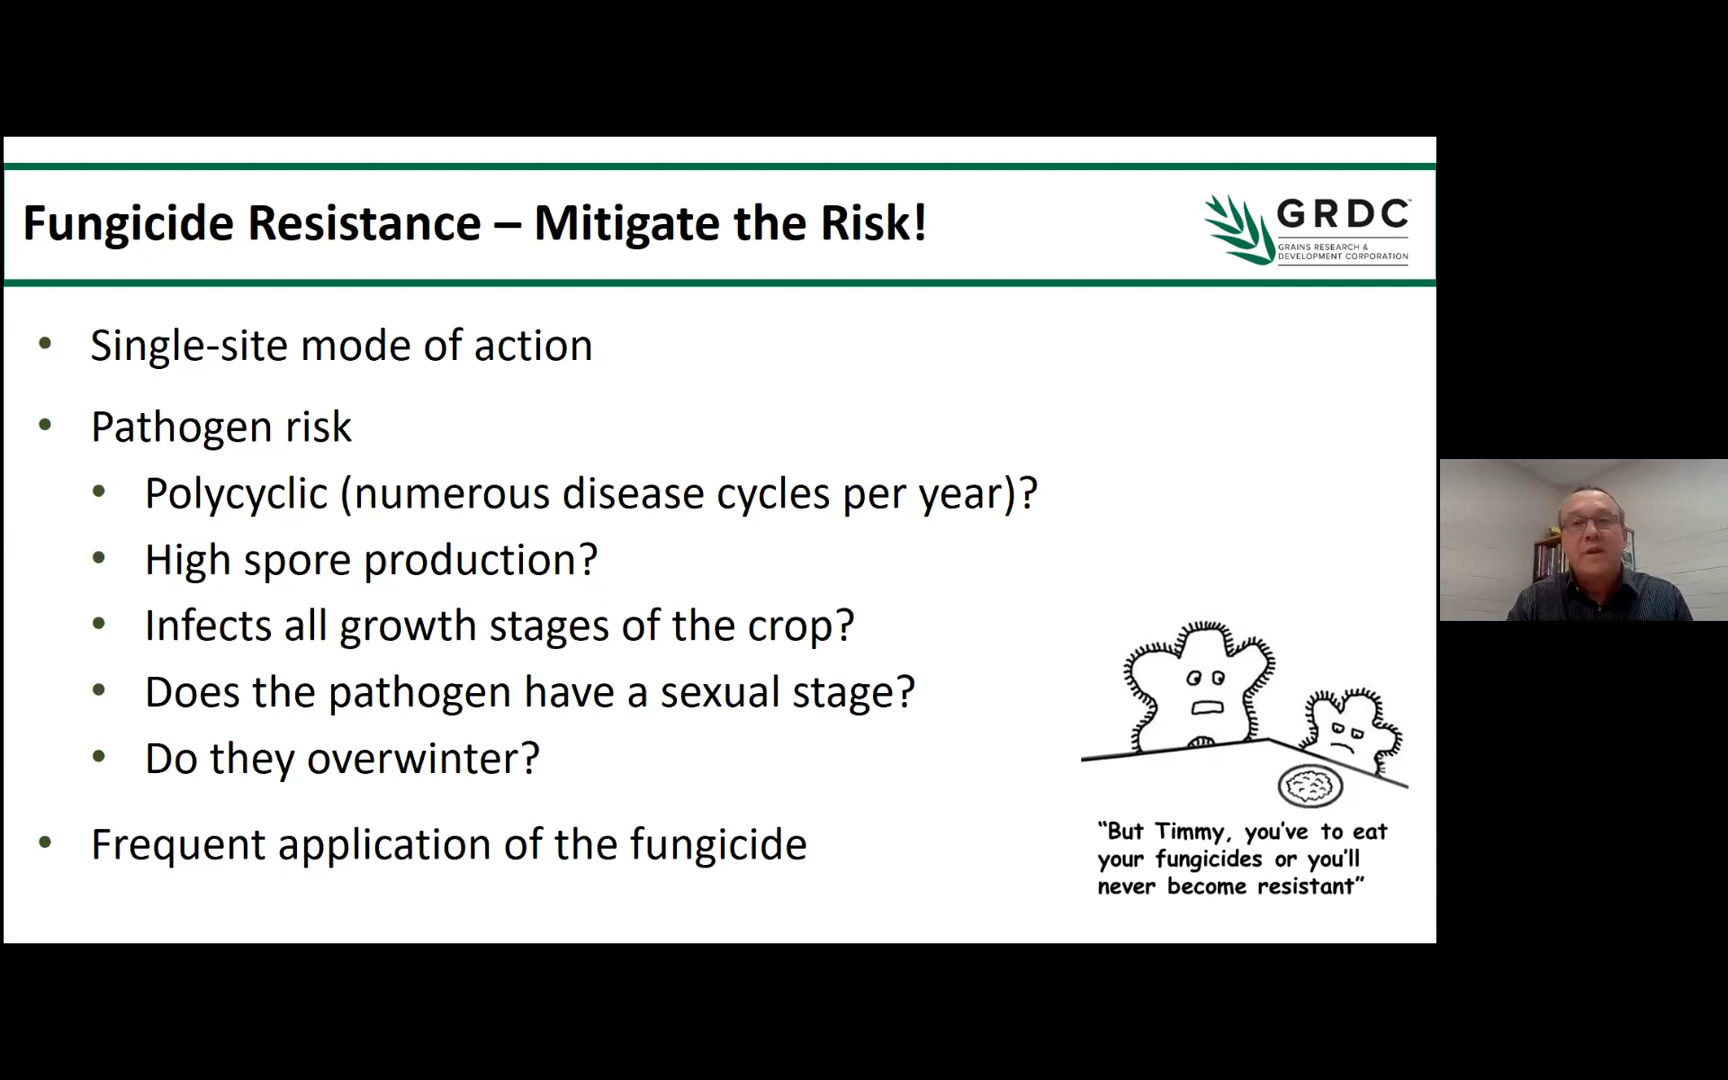 Fungicide Resistance – Mitigate the Risk!
GRDC™
GRAINS RESEARCH &
DEVELOPMENT CORPORATION
• Single-site mode of action
• Pathogen risk
• Polycyclic (numerous disease cycles per year)?
• High spore production?
• Infects all growth stages of the crop?
• Does the pathogen have a sexual stage?
• Do they overwinter?
• Frequent application of the fungicide
“But Timmy, you’ve to eat
your fungicides or you’ll
never become resistant”